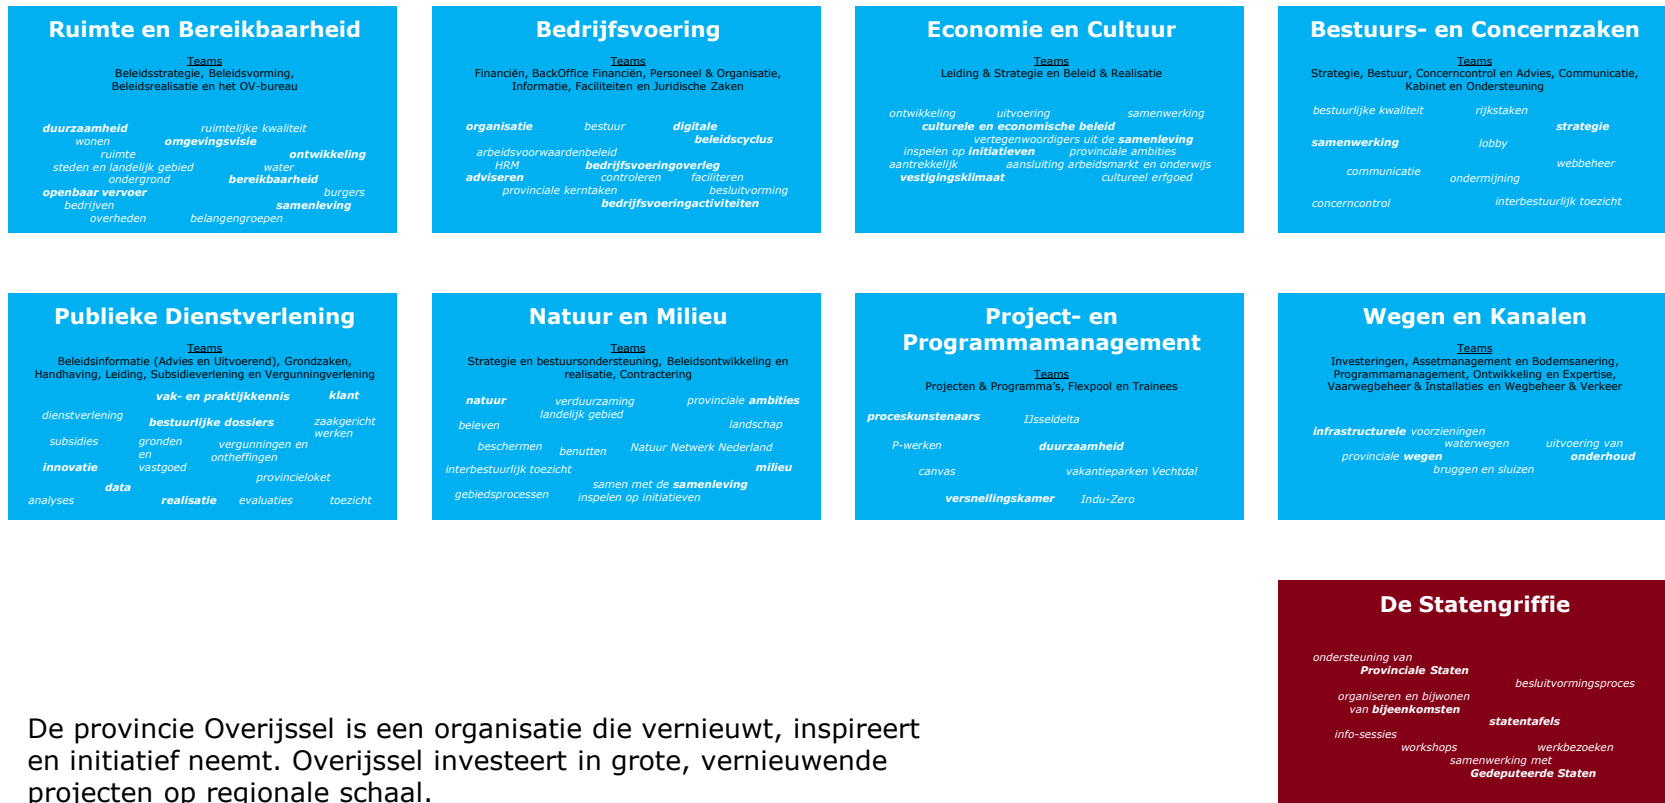 Ruimte en Bereikbaarheid
Teams
Beleidsstrategie, Beleidsvorming,
Beleidsrealisatie en het OV-bureau
duurzaamheid ruimtelijke kwaliteit
wonen omgevingsvisie
ruimte ontwikkeling
steden en landelijk gebied water
ondergrond bereikbaarheid
openbaar vervoer burgers
bedrijven samenleving
overheden belangengroepen
Bedrijfsvoering
Teams
Financiën, BackOffice Financiën, Personeel & Organisatie,
Informatie, Faciliteiten en Juridische Zaken
organisatie bestuur digitale
beleidscyclus
arbeidsvoorwaardenbeleid
HRM bedrijfsvoeringoverleg
adviseren controleren faciliteren
provinciale kerntaken besluitvorming
bedrijfsvoeringactiviteiten
Economie en Cultuur
Teams
Leiding & Strategie en Beleid & Realisatie
ontwikkeling uitvoering samenwerking
culturele en economische beleid
vertegenwoordigers uit de samenleving
inspelen op initiatieven provinciale ambities
aantrekkelijk aansluiting arbeidsmarkt en onderwijs
vestigingsklimaat cultureel erfgoed
Bestuurs- en Concernzaken
Teams
Strategie, Bestuur, Concerncontrol en Advies, Communicatie,
Kabinet en Ondersteuning
bestuurlijke kwaliteit rijkstaken
strategie
samenwerking lobby
webbeheer
communicatie
ondermijning
concerncontrol interbestuurlijk toezicht
Publieke Dienstverlening
Teams
Beleidsinformatie (Advies en Uitvoerend), Grondzaken,
Handhaving, Leiding, Subsidieverlening en Vergunningverlening
vak- en praktijkkennis klant
dienstverlening
bestuurlijke dossiers
zaakgericht
werken
subsidies
gronden
en
vastgoed
vergunningen en
ontheffingen
innovatie
provincieloket
data
analyses realisatie evaluaties toezicht
Natuur en Milieu
Teams
Strategie en bestuursondersteuning, Beleidsontwikkeling en
realisatie, Contractering
natuur verduurzaming provinciale ambities
landelijk gebied
beleven landschap
beschermen benutten Natuur Netwerk Nederland
interbestuurlijk toezicht milieu
samen met de samenleving
gebiedsprocessen inspelen op initiatieven
Project- en
Programmamanagement
Teams
Projecten & Programma's, Flexpool en Trainees
proceskunstenaars IJsseldelta
P-werken duurzaamheid
canvas vakantieparken Vechtdal
versnellingskamer Indu-Zero
Wegen en Kanalen
Teams
Investeringen, Assetmanagement en Bodemsanering,
Programmamanagement, Ontwikkeling en Expertise,
Vaarwegbeheer & Installaties en Wegbeheer & Verkeer
infrastructurele voorzieningen
waterwegen uitvoering van
provinciale wegen onderhoud
bruggen en sluizen
De Statengriffie
ondersteuning van
Provinciale Staten
besluitvormingsproces
organiseren en bijwonen
van bijeenkomsten
statentafels
info-sessies
workshops werkbezoeken
samenwerking met
Gedeputeerde Staten
De provincie Overijssel is een organisatie die vernieuwt, inspireert
en initiatief neemt. Overijssel investeert in grote, vernieuwende
projecten op regionale schaal.